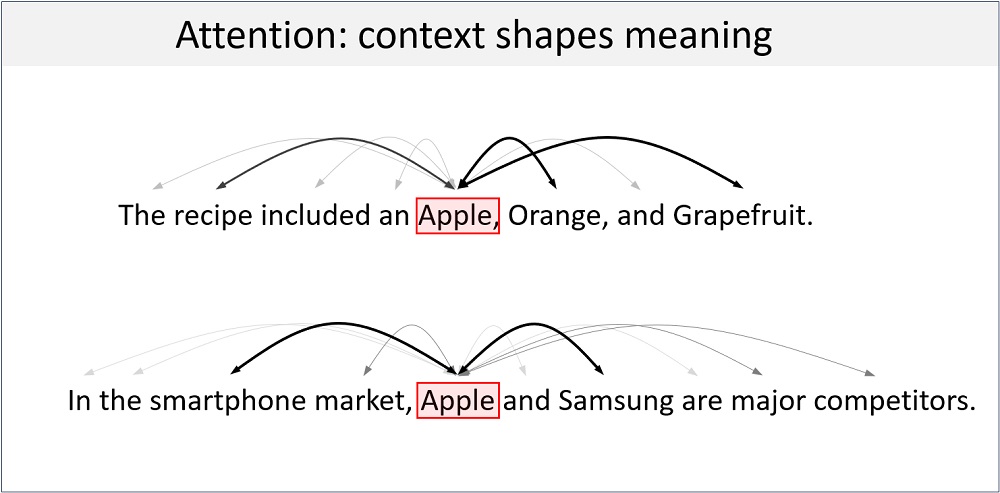 Attention: context shapes meaning
The recipe included an Apple, Orange, and Grapefruit.
In the smartphone market, Apple and Samsung are major competitors.